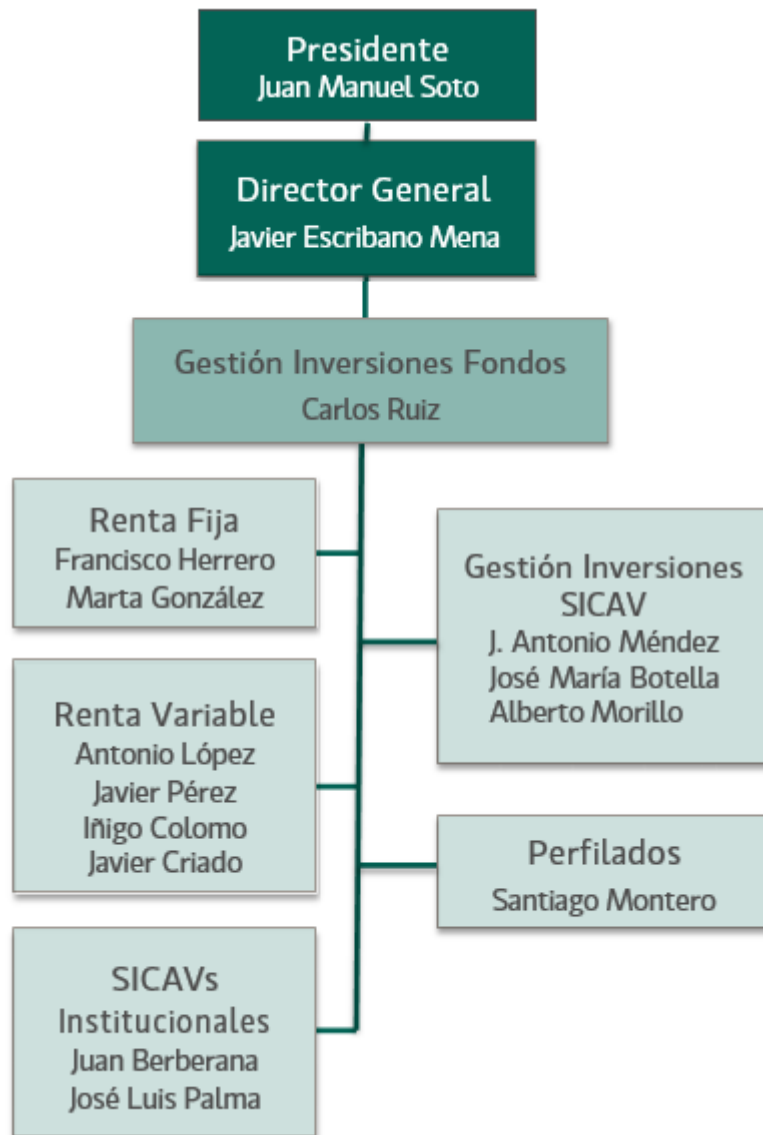 Presidente
Juan Manuel Soto
Director General
Javier Escribano Mena
Gestión Inversiones Fondos
Carlos Ruiz
Renta Fija
Francisco Herrero
Marta González
Gestión Inversiones
SICAV
J. Antonio Méndez
José María Botella
Alberto Morillo
Renta Variable
Antonio López
Javier Pérez
Iñigo Colomo
Javier Criado
Perfilados
Santiago Montero
SICAVs
Institucionales
Juan Berberana
José Luis Palma